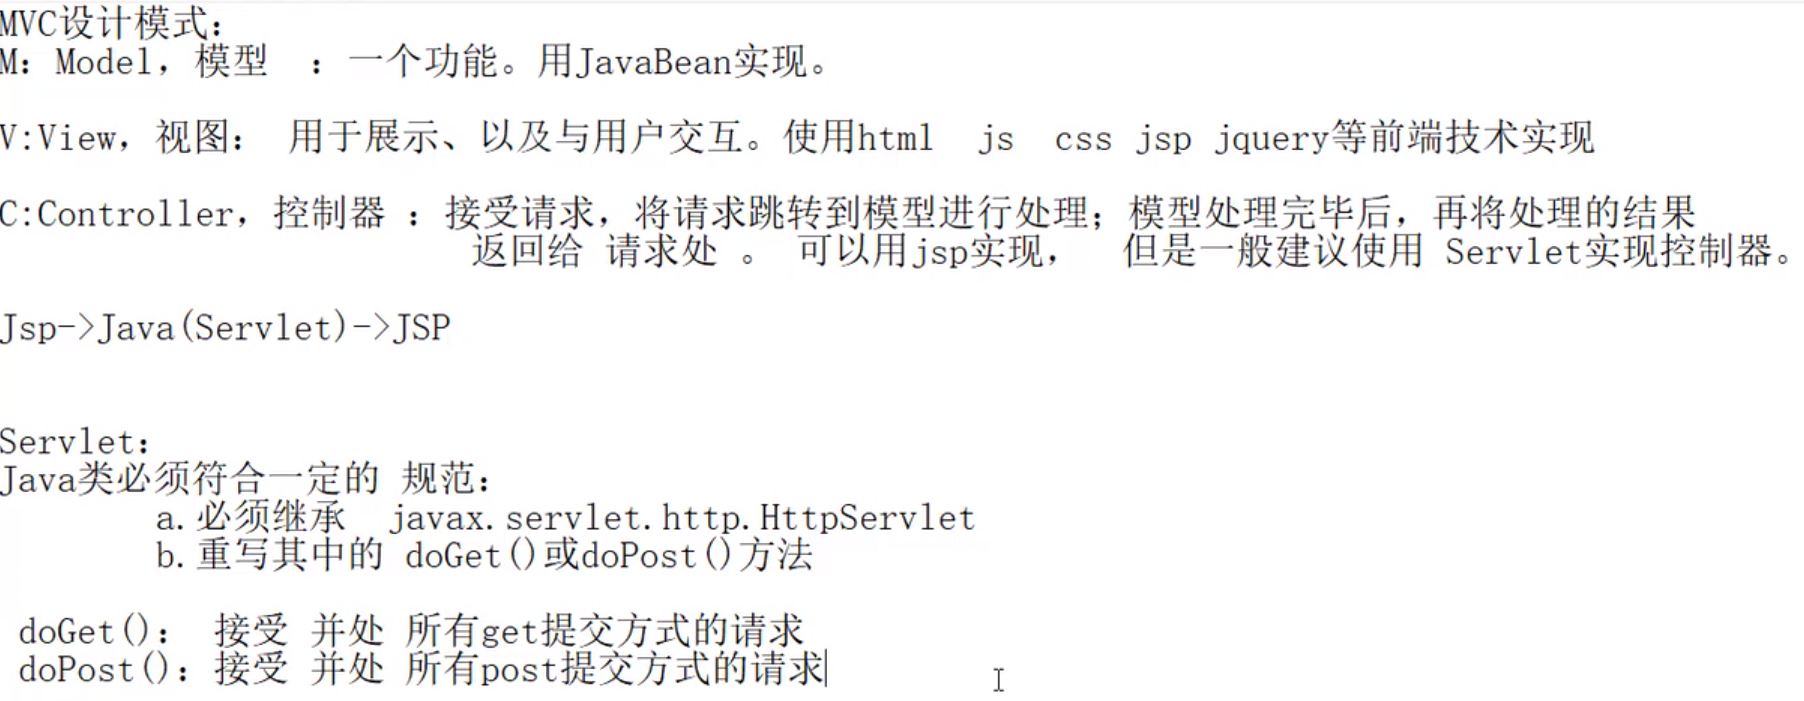 MVC设计模式：
M：Model，模型 ：一个功能。用JavaBean实现。
V:View，视图： 用于展示、以及与用户交互。使用html js css jsp jquery等前端技术实现
C:Controller，控制器 ：接受请求，将请求跳转到模型进行处理；模型处理完毕后，再将处理的结果
返回给 请求处 。 可以用jsp实现， 但是一般建议使用 Servlet实现控制器。
Jsp->Java(Servlet)->JSP
Servlet：
Java类必须符合一定的 规范：
a.必须继承 javax.servlet.http.HttpServlet
b.重写其中的 doGet()或doPost()方法
doGet()： 接受 并处 所有get提交方式的请求
doPost()：接受 并处 所有post提交方式的请求